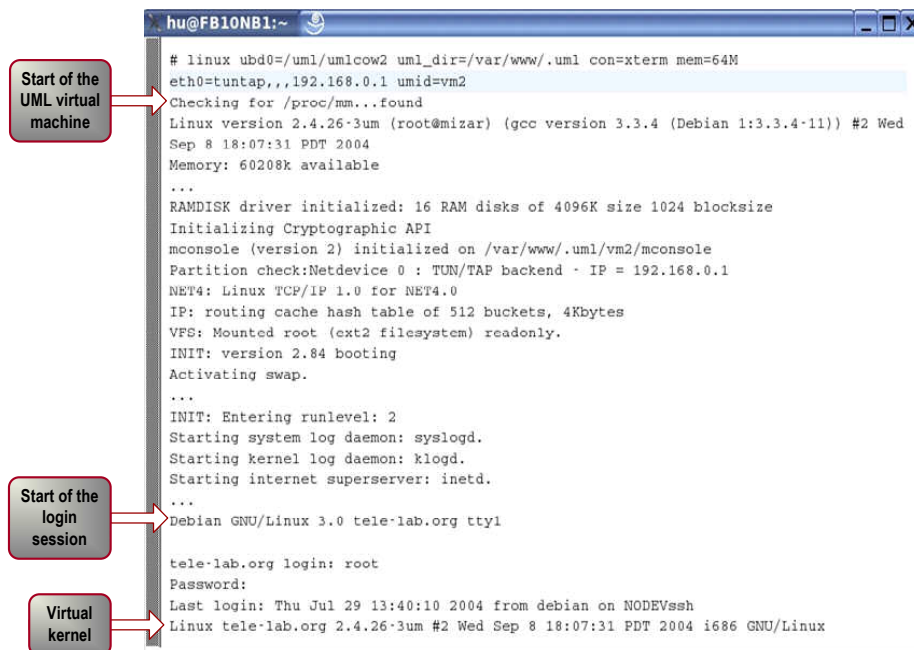 hu@FB10NB1:~
# linux ubd0=/uml/umlcow2 uml_dir=/var/www/.uml con=xterm mem=64M
eth0=tuntap,,,192.168.0.1 umid=vm2
Start of the
UML virtual
machine
Checking for /proc/mm...found
Linux version 2.4.26-3um (root@mizar) (gcc version 3.3.4 (Debian 1:3.3.4-11)) #2 Wed
Sep 8 18:07:31 PDT 2004
Memory: 60208k available
...
RAMDISK driver initialized: 16 RAM disks of 4096K size 1024 blocksize
Initializing Cryptographic API
mconsole (version 2) initialized on /var/www/.uml/vm2/mconsole
Partition check:Netdevice 0 : TUN/TAP backend - IP = 192.168.0.1
NET4: Linux TCP/IP 1.0 for NET4.0
IP: routing cache hash table of 512 buckets, 4Kbytes
VFS: Mounted root (ext2 filesystem) readonly.
INIT: version 2.84 booting
Activating swap.
...
INIT: Entering runlevel: 2
Starting system log daemon: syslogd.
Starting kernel log daemon: klogd.
Starting internet superserver: inetd.
...
Start of the
login
session
Debian GNU/Linux 3.0 tele-lab.org tty1
tele-lab.org login: root
Password:
Last login: Thu Jul 29 13:40:10 2004 from debian on NODEVssh
Virtual
kernel
Linux tele-lab.org 2.4.26-3um #2 Wed Sep 8 18:07:31 PDT 2004 i686 GNU/Linux